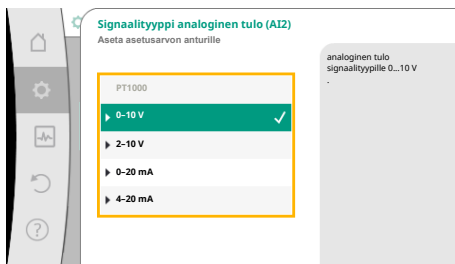 Signaalityyppi analoginen tulo (AI2)
Aseta asetusarvon anturille
PT1000
0–10 V
2–10 V
0–20 mA
4–20 mA
analoginen tulo
signaalityypille 0...10 V
.